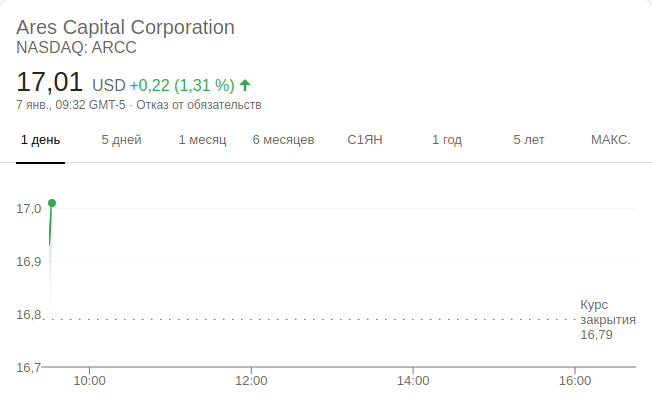 Ares Capital Corporation
NASDAQ: ARCC
17,01 USD +0,22 (1,31 %)
7 янв., 09:32 GMT-5 · Отказ от обязательств
1 день 5 дней 1 месяц 6 месяцев С1ЯН 1 год 5 лет МАКС.
17,0
16,9
16,8
16,7
Курс
закрытия
16,79
10:00 12:00 14:00 16:00